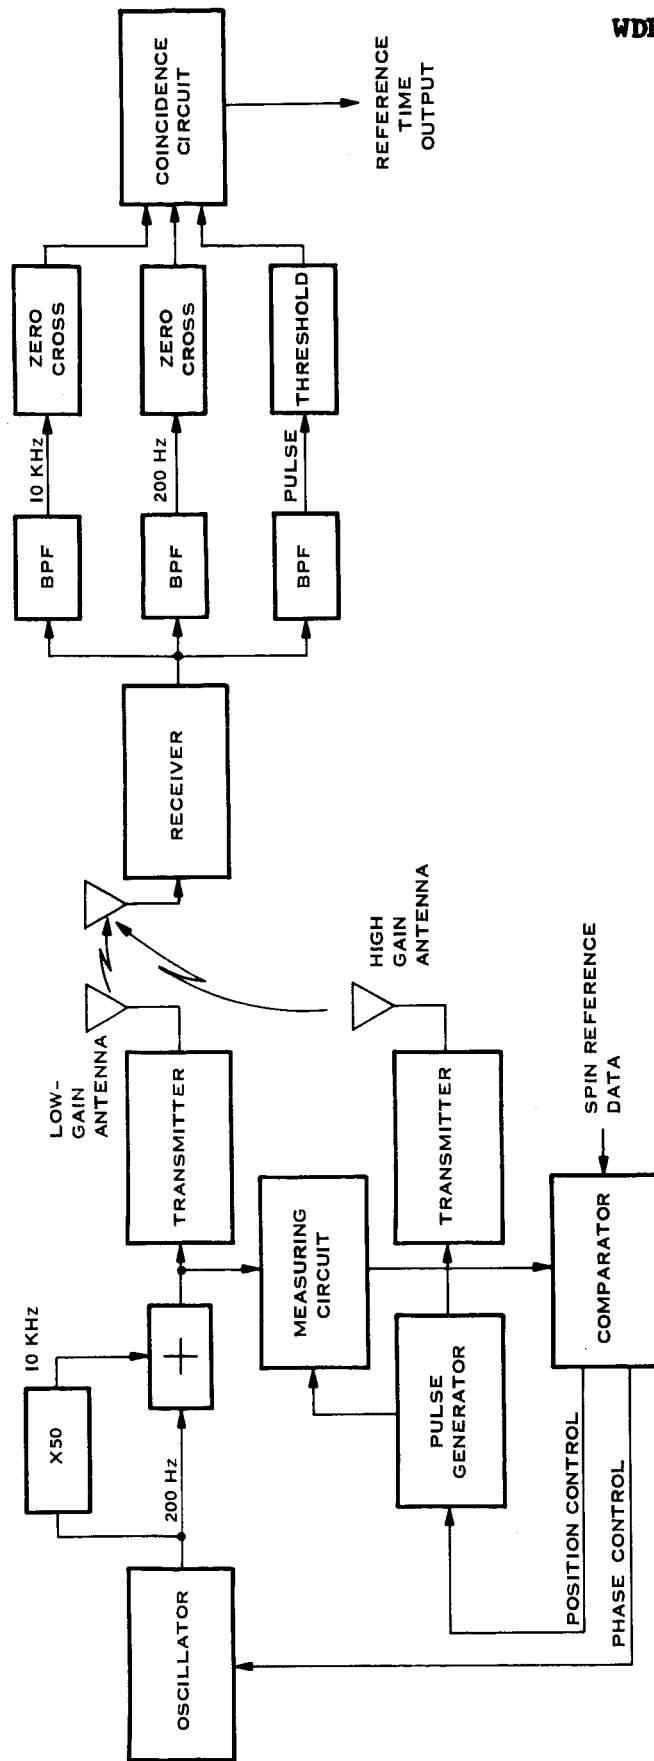 WD
OSCILLATOR
X50
10 KHz
200 Hz
+
TRANSMITTER
LOW-
GAIN
ANTENNA
MEASURING
CIRCUIT
PULSE
GENERATOR
TRANSMITTER
HIGH
GAIN
ANTENNA
COMPARATOR
SPIN REFERENCE
DATA
POSITION CONTROL
PHASE CONTROL
RECEIVER
BPF
10 KHz
ZERO
CROSS
BPF
200 Hz
ZERO
CROSS
BPF
PULSE
THRESHOLD
COINCIDENCE
CIRCUIT
REFERENCE
TIME
OUTPUT